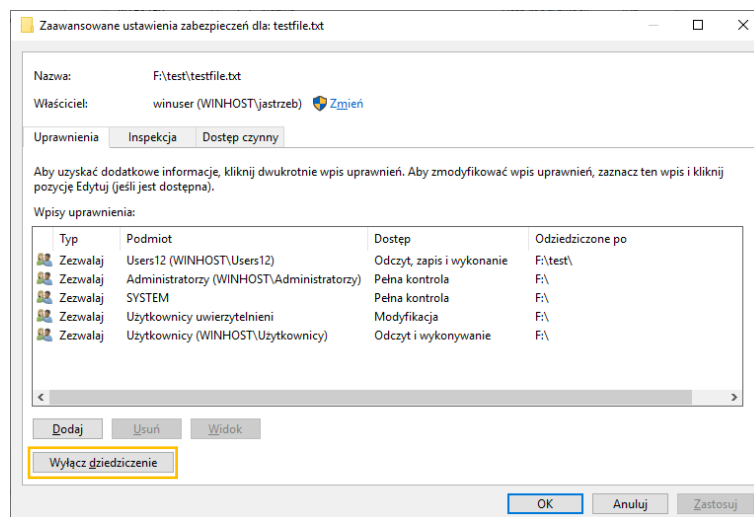 Zaawansowane ustawienia zabezpieczeń dla: testfile.txt
Nazwa: F:\test\testfile.txt
Właściciel: winuser (WINHOST\jastrzeb) Zmień
Uprawnienia Inspekcja Dostęp czynny
Aby uzyskać dodatkowe informacje, kliknij dwukrotnie wpis uprawnień. Aby zmodyfikować wpis uprawnień, zaznacz ten wpis i kliknij
pozycję Edytuj (jeśli jest dostępna).
Wpisy uprawnienia:
Typ Podmiot Dostęp Odziedziczone po
Zezwalaj Users12 (WINHOST\Users12) Odczyt, zapis i wykonanie F:\test\
Zezwalaj Administratorzy (WINHOST\Administratorzy) Pełna kontrola F:\
Zezwalaj SYSTEM Pełna kontrola F:\
Zezwalaj Użytkownicy uwierzytelnieni Modyfikacja F:\
Zezwalaj Użytkownicy (WINHOST\Użytkownicy) Odczyt i wykonywanie F:\
Dodaj Usuń Widok
Wyłącz dziedziczenie
OK Anuluj Zastosuj